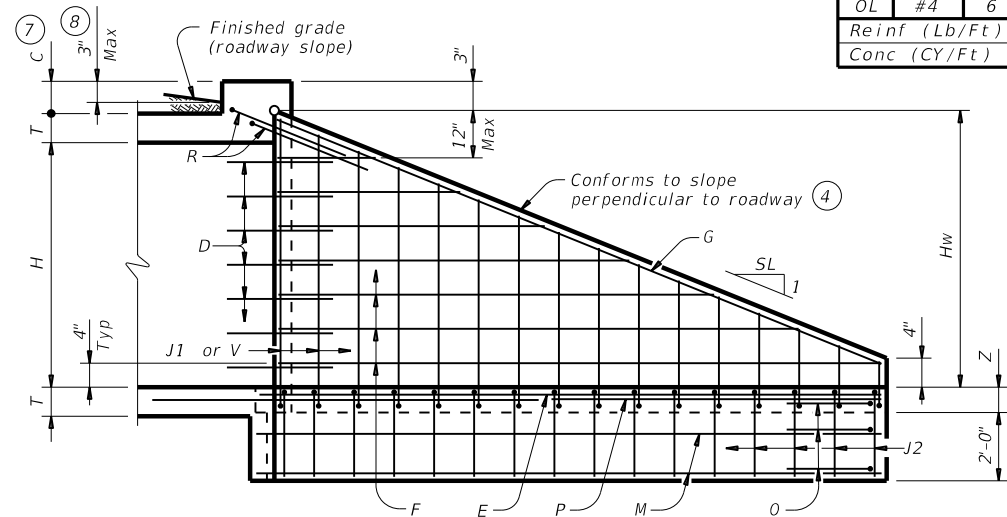 OL #4 6
Reinf (Lb/Ft)
Conc (CY/Ft)
7
8
C
3"
Max
Finished grade
(roadway slope)
3"
T
12"
Max
R
Conforms to slope
perpendicular to roadway 4
D
G
SL
1
H
Hw
4"
Typ
J1 or V
4"
Z
T
J2
2'-0"
F
E
P
M
O